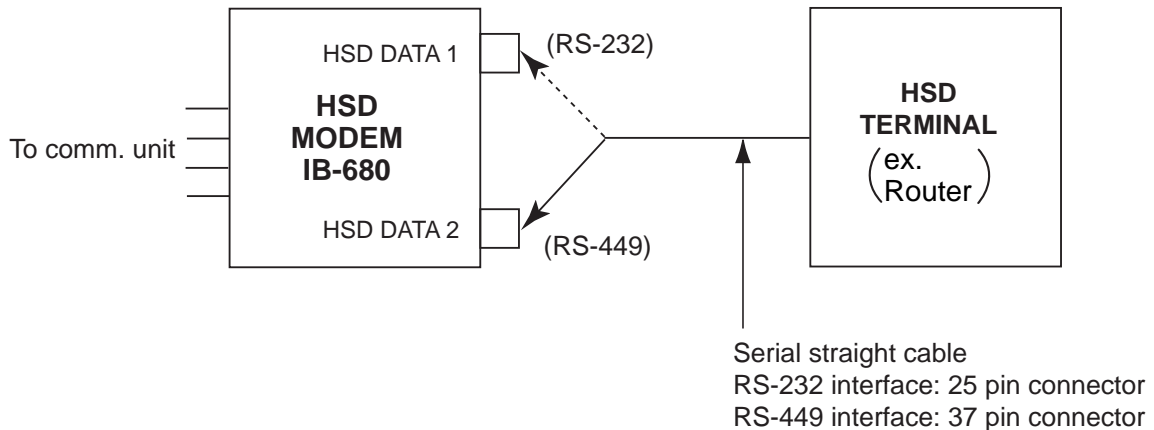 To comm. unit
HSD DATA 1
HSD
MODEM
IB-680
HSD DATA 2
(RS-232)
(RS-449)
HSD
TERMINAL
(ex.
Router)
Serial straight cable
RS-232 interface: 25 pin connector
RS-449 interface: 37 pin connector